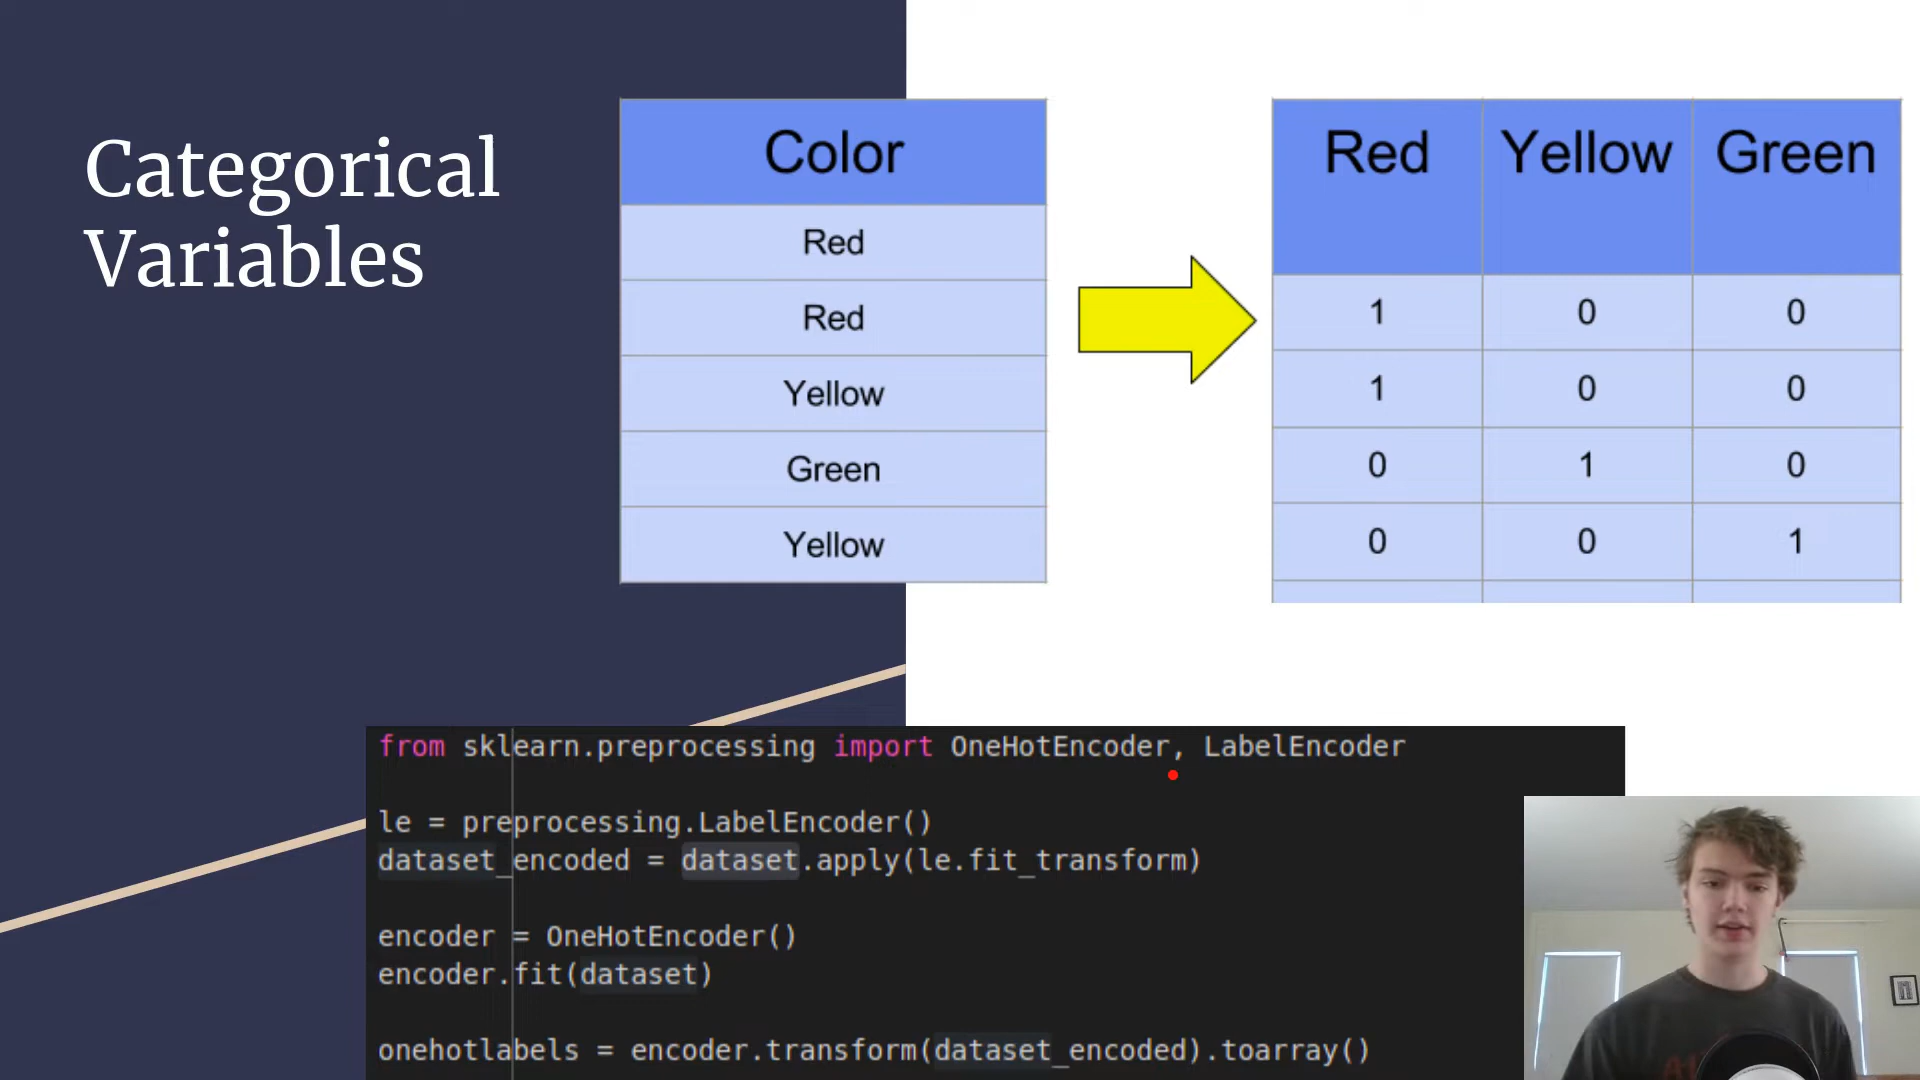 Categorical
Variables
Color
Red
Red
Yellow
Green
Yellow
Red Yellow Green
1 0 0
1 0 0
0 1 0
0 0 1
from sklearn.preprocessing import OneHotEncoder, LabelEncoder
le = preprocessing.LabelEncoder()
dataset_encoded = dataset.apply(le.fit_transform)
encoder = OneHotEncoder()
encoder.fit(dataset)
onehotlabels = encoder.transform(dataset_encoded).toarray()